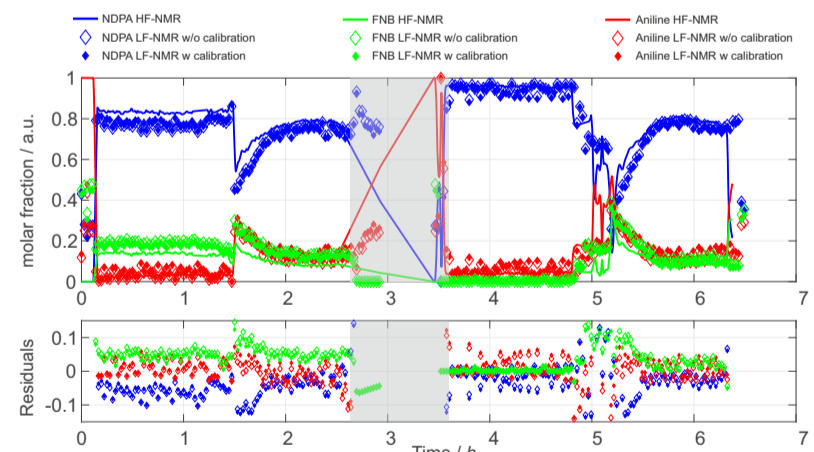 NDPA HF-NMR FNB HF-NMR Aniline HF-NMR
NDPA LF-NMR w/o calibration FNB LF-NMR w/o calibration Aniline LF-NMR w/o calibration
NDPA LF-NMR w calibration FNB LF-NMR w calibration Aniline LF-NMR w calibration
molar fraction / a.u.
1
0.8
0.6
0.4
0.2
0
0 1 2 3 4 5 6 7
Residuals
0.1
0
-0.1
0 1 2 3 4 5 6 7
Time / h